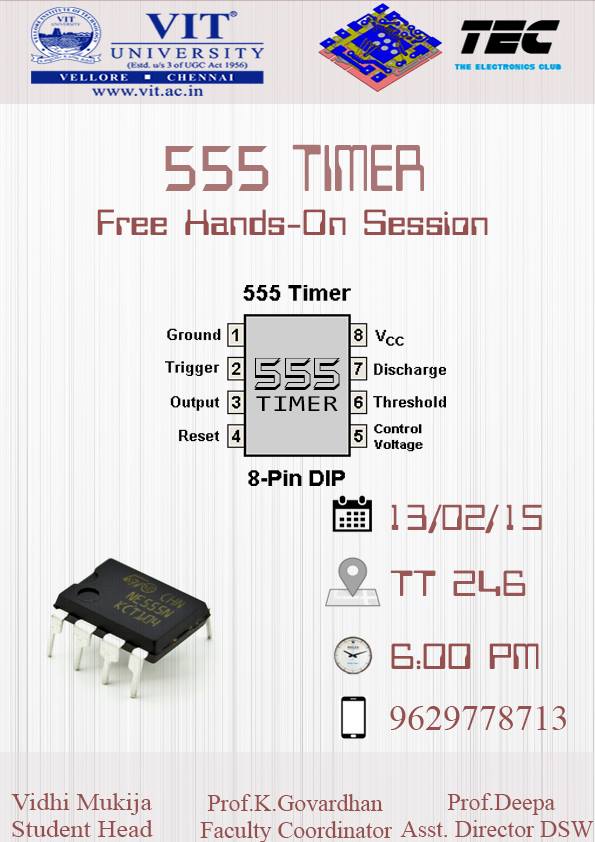 VIT®
UNIVERSITY
(Estd. u/s 3 of UGC Act 1956)
VELLORE ■ CHENNAI
www.vit.ac.in
VIT
TEC
THE ELECTRONICS CLUB
555 TIMER
Free Hands-On Session
555 Timer
Ground 1 8 VCC
Trigger 2 7 Discharge
Output 3 6 Threshold
Reset 4 5 Control Voltage
555
TIMER
8-Pin DIP
13/02/15
TT 246
6:00 PM
9629778713
CHN
NE555N
KCT104
Vidhi Mukija
Student Head
Prof.K.Govardhan
Faculty Coordinator
Prof.Deepa
Asst. Director DSW